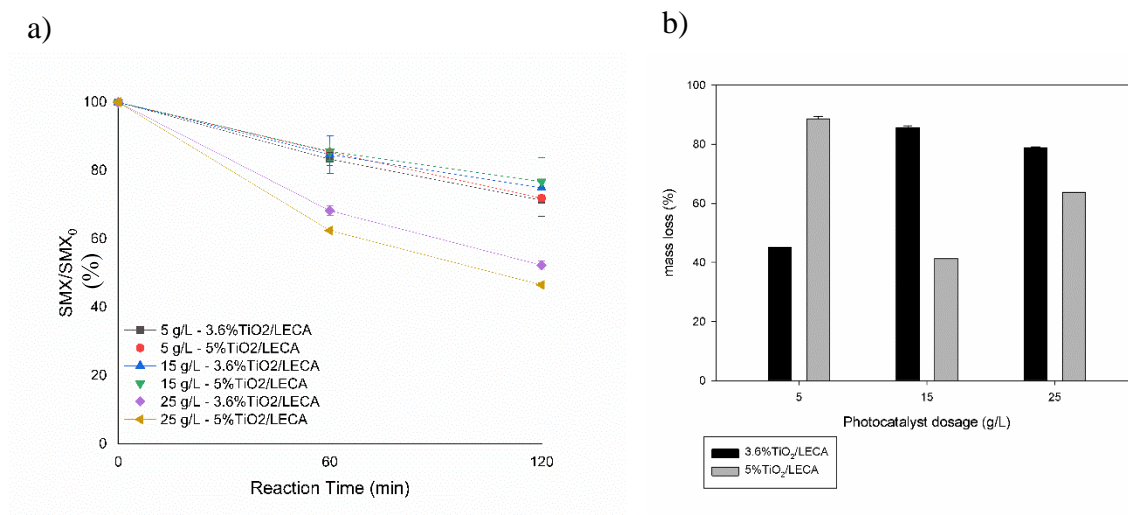 a)
100
80
60
40
20
0
SMX/SMX₀
(%)
5 g/L - 3.6%TiO2/LECA
5 g/L - 5%TiO2/LECA
15 g/L - 3.6%TiO2/LECA
15 g/L - 5%TiO2/LECA
25 g/L - 3.6%TiO2/LECA
25 g/L - 5%TiO2/LECA
0 60 120
Reaction Time (min)
b)
100
80
60
40
20
0
mass loss (%)
5 15 25
Photocatalyst dosage (g/L)
3.6%TiO₂/LECA
5%TiO₂/LECA